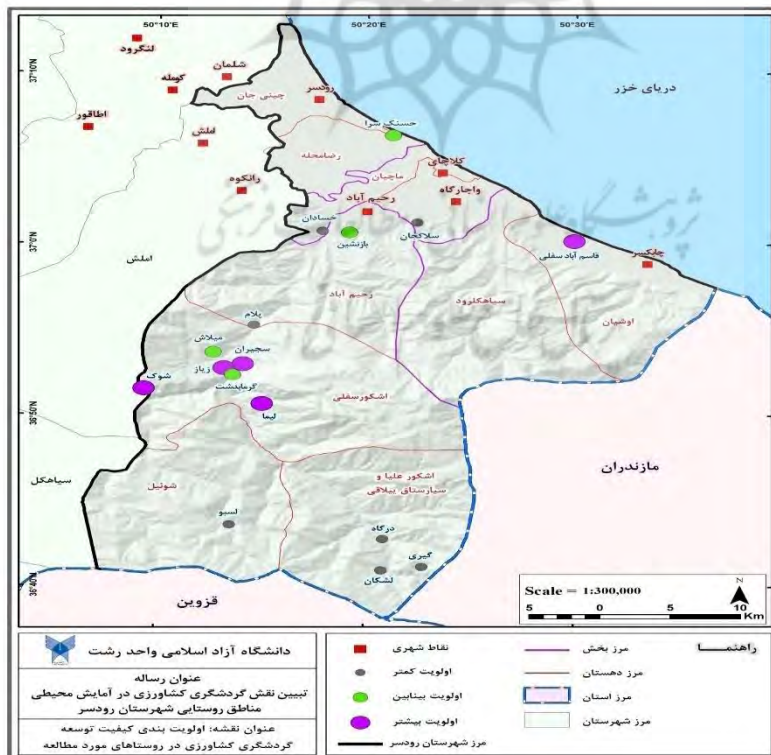 50°10'E
50°20'E
50°30'E
37°10'N
37°0'N
36°50'N
36°40'N
لنگرود
شلمان
کومله
چینی جان
رودسر
دریای خزر
اطاقور
املش
حسنک سرا
رضامحله
ماچیان
کلاچای
واجارگاه
رانکوه
رحیم آباد
حسادان
بازنشین
سلاکجان
قاسم آباد سفلی
چابکسر
املش
رحیم آباد
سیاهکلرود
اوشیان
پلام
میلاش
سجیران
زیاز
گرمابدشت
شوک
لیما
اشکورسفلی
مازندران
سیاهکل
شوئیل
اشکور علیا و
سیارستاق ییلاقی
لسبو
درگاه
گیری
لشکان
قزوین
Scale = 1:300,000
N
5 0 5 10
Km
دانشگاه آزاد اسلامی واحد رشت
عنوان رساله
تبیین نقش گردشگری کشاورزی در آمایش محیطی
مناطق روستایی شهرستان رودسر
عنوان نقشه: اولویت بندی کیفیت توسعه
گردشگری کشاورزی در روستاهای مورد مطالعه
راهنمــا
مرز بخش
مرز دهستان
مرز استان
مرز شهرستان
نقاط شهری
اولویت کمتر
اولویت بینابین
اولویت بیشتر
مرز شهرستان رودسر